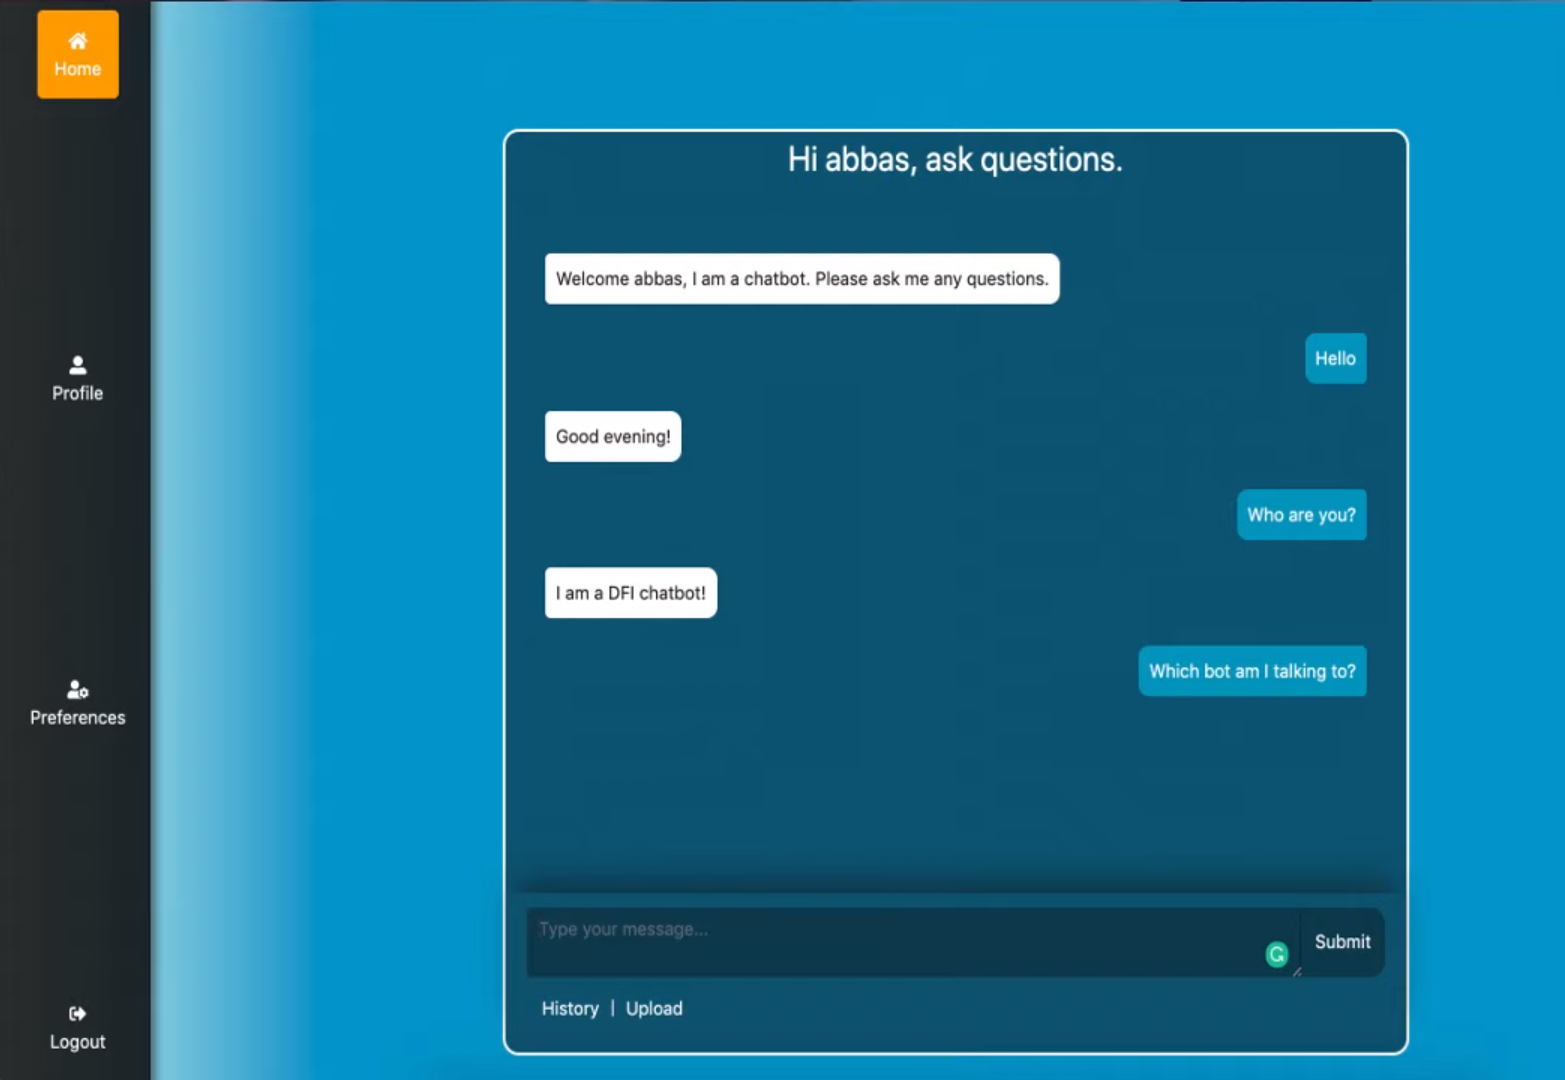 Home
Profile
Preferences
Logout
Hi abbas, ask questions.
Welcome abbas, I am a chatbot. Please ask me any questions.
Hello
Good evening!
Who are you?
I am a DFI chatbot!
Which bot am I talking to?
Type your message...
G
Submit
History | Upload